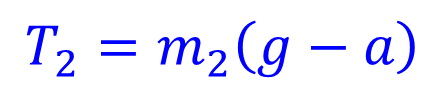 T₂ = m₂(g − a)